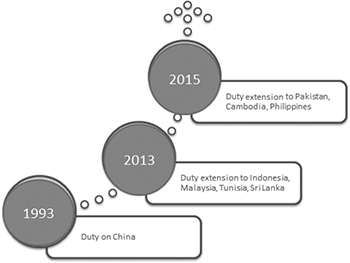 2015
Duty extension to Pakistan,
Cambodia, Philippines
2013
Duty extension to Indonesia,
Malaysia, Tunisia, Sri Lanka
1993
Duty on China